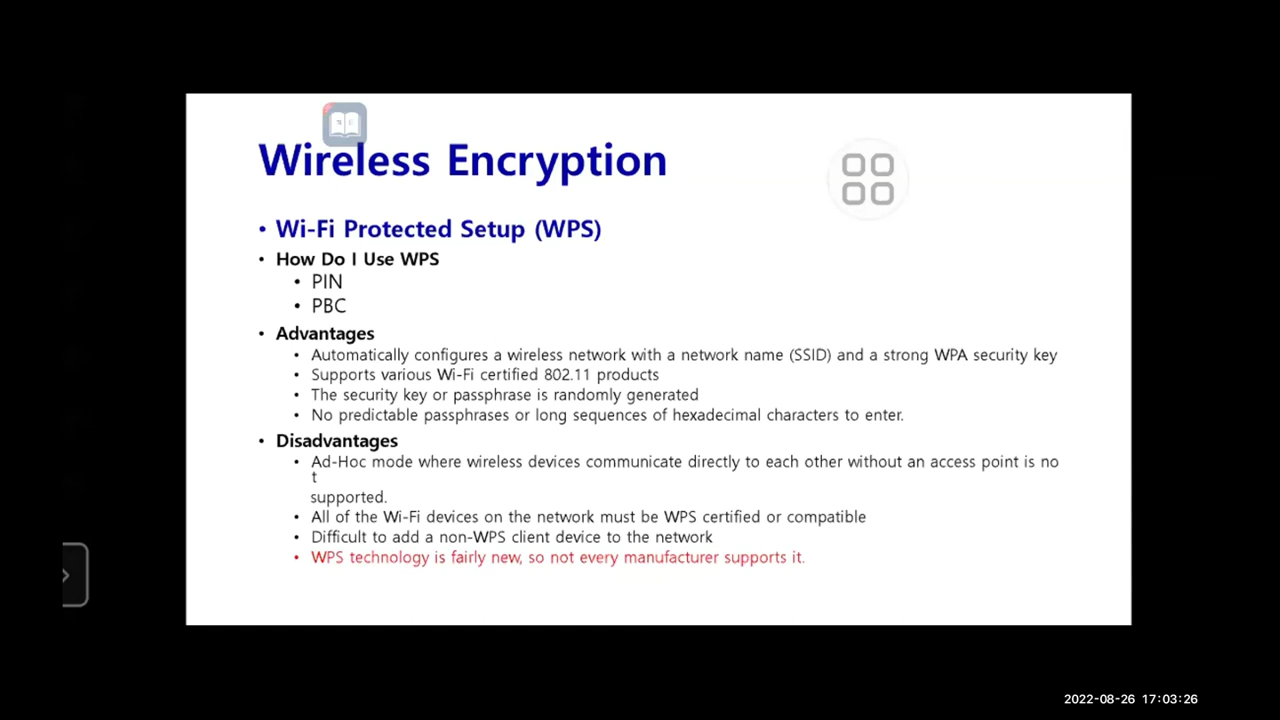 Wireless Encryption
• Wi-Fi Protected Setup (WPS)
• How Do I Use WPS
• PIN
• PBC
• Advantages
• Automatically configures a wireless network with a network name (SSID) and a strong WPA security key
• Supports various Wi-Fi certified 802.11 products
• The security key or passphrase is randomly generated
• No predictable passphrases or long sequences of hexadecimal characters to enter.
• Disadvantages
• Ad-Hoc mode where wireless devices communicate directly to each other without an access point is no
t
supported.
• All of the Wi-Fi devices on the network must be WPS certified or compatible
• Difficult to add a non-WPS client device to the network
• WPS technology is fairly new, so not every manufacturer supports it.
2022-08-26 17:03:26